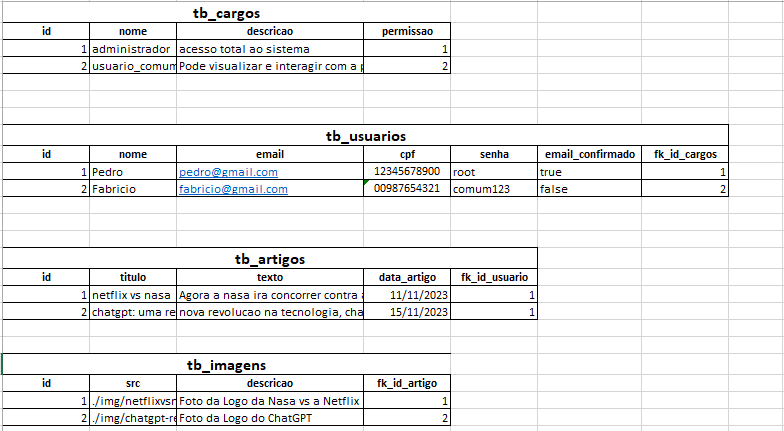 tb_cargos
id nome descricao permissao
1 administrador acesso total ao sistema 1
2 usuario_comum Pode visualizar e interagir com a 2
tb_usuarios
id nome email cpf senha email_confirmado fk_id_cargos
1 Pedro pedro@gmail.com 12345678900 root true 1
2 Fabricio fabricio@gmail.com 00987654321 comum123 false 2
tb_artigos
id titulo texto data_artigo fk_id_usuario
1 netflix vs nasa Agora a nasa ira concorrer contra 11/11/2023 1
2 chatgpt: uma re nova revolucao na tecnologia, cha 15/11/2023 1
tb_imagens
id src descricao fk_id_artigo
1 ./img/netflixvsn Foto da Logo da Nasa vs a Netflix 1
2 ./img/chatgpt-re Foto da Logo do ChatGPT 2